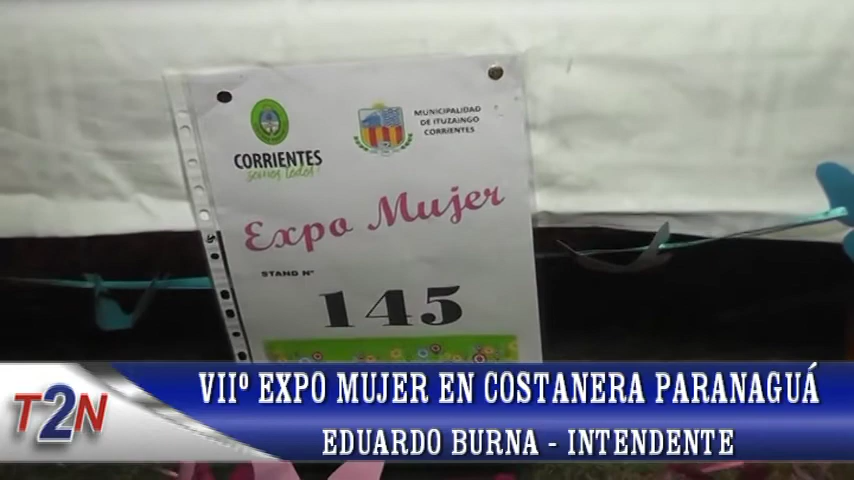 CORRIENTES
somos todos!
MUNICIPALIDAD
DE ITUZAINGO
CORRIENTES
Expo Mujer
STAND Nº
145
T2N
VIIº EXPO MUJER EN COSTANERA PARANAGUÁ
EDUARDO BURNA - INTENDENTE